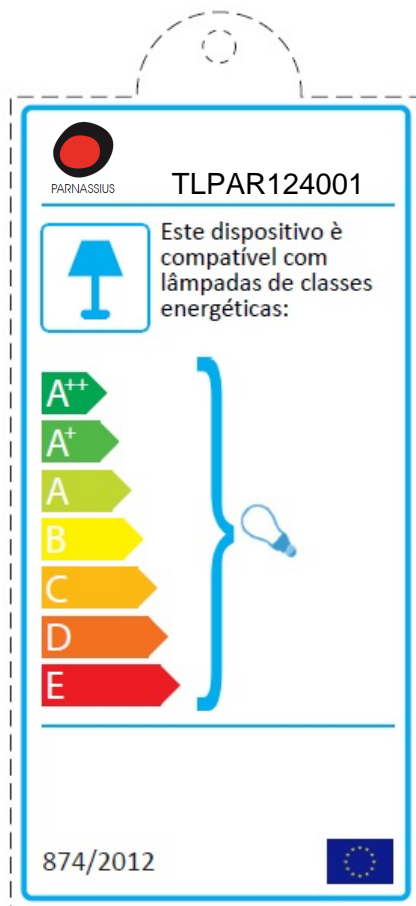 PARNASSIUS
TLPAR124001
Este dispositivo è
compatível com
lâmpadas de classes
energéticas:
A++
A+
A
B
C
D
E
874/2012